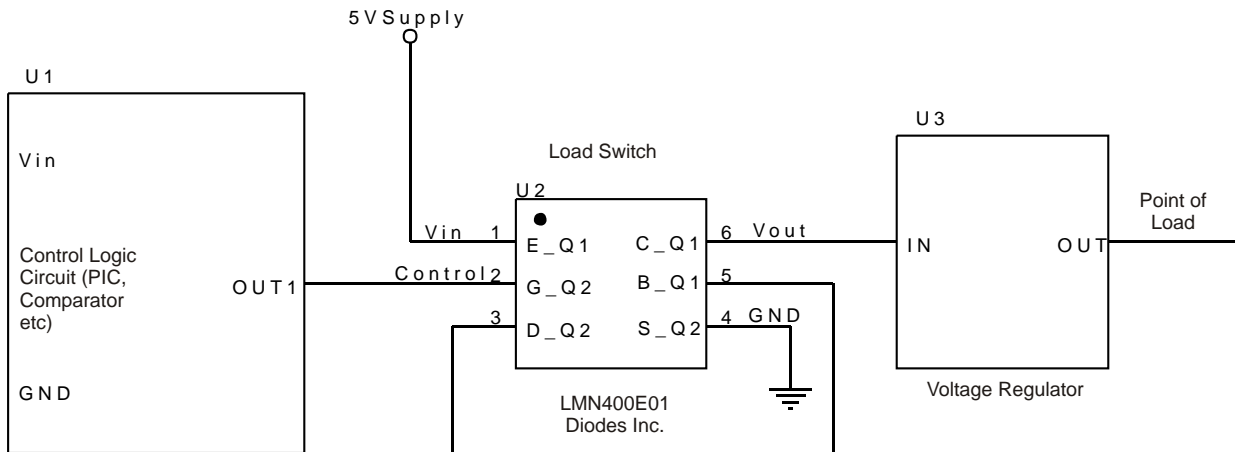 5VSupply
U1
U3
Load Switch
U2
Vin
Point of
Load
Vin
1
E_Q1
C_Q1
6
Vout
IN
OUT
Control Logic
Circuit (PIC,
Comparator
etc)
OUT1
Control
2
G_Q2
B_Q1
5
3
D_Q2
S_Q2
4
GND
GND
LMN400E01
Diodes Inc.
Voltage Regulator